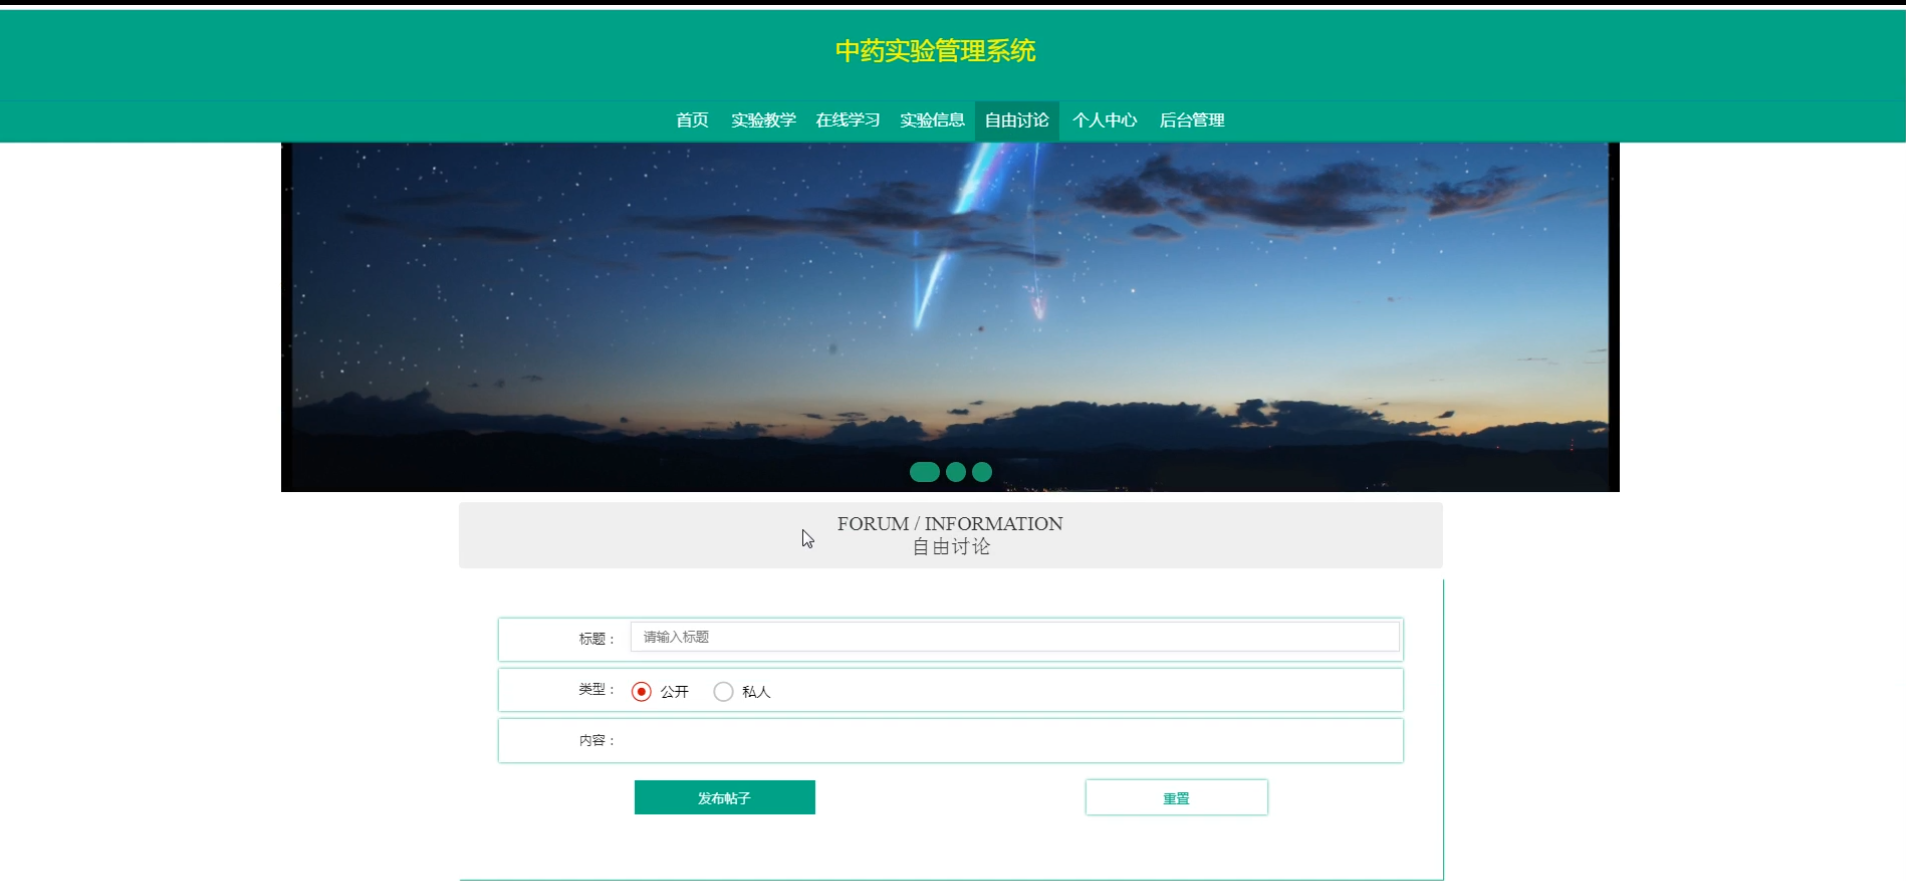 中药实验管理系统
首页 实验教学 在线学习 实验信息 自由讨论 个人中心 后台管理
FORUM / INFORMATION
自由讨论
标题： 请输入标题
类型： 公开 私人
内容：
发布帖子 重置